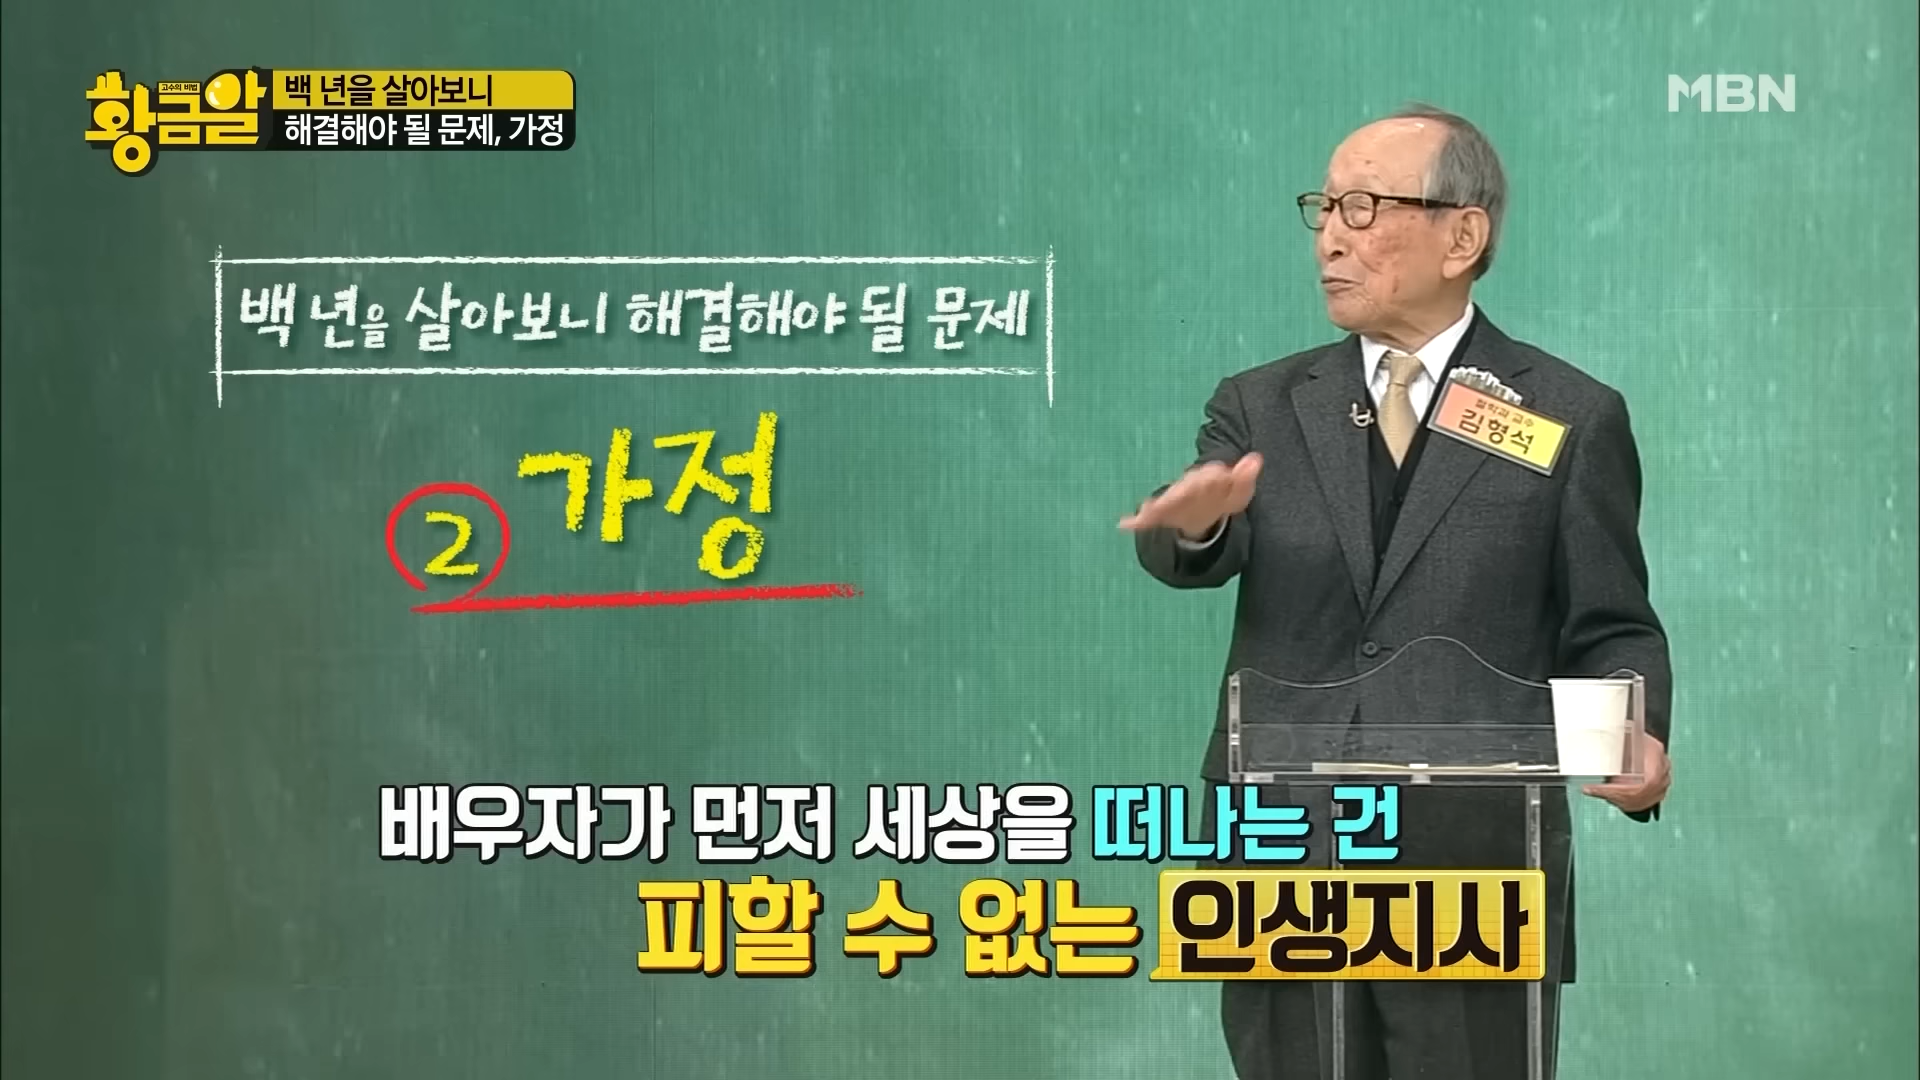 고수의 비법
황금알
백 년을 살아보니
해결해야 될 문제, 가정
MBN
백 년을 살아보니 해결해야 될 문제
② 가정
철학과 교수
김형석
배우자가 먼저 세상을 떠나는 건
피할 수 없는 인생지사